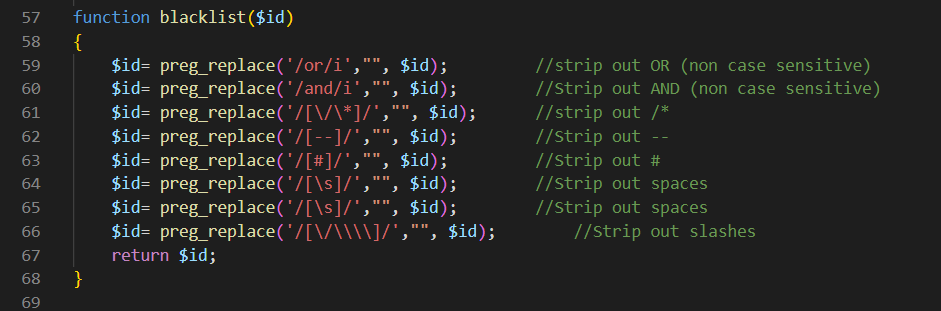 57 function blacklist($id)
58 {
59 $id= preg_replace('/or/i',"", $id); //strip out OR (non case sensitive)
60 $id= preg_replace('/and/i',"", $id); //Strip out AND (non case sensitive)
61 $id= preg_replace('/[\/\*]/',"", $id); //strip out /*
62 $id= preg_replace('/[--]/',"", $id); //Strip out --
63 $id= preg_replace('/[#]/',"", $id); //Strip out #
64 $id= preg_replace('/[\s]/',"", $id); //Strip out spaces
65 $id= preg_replace('/[\s]/',"", $id); //Strip out spaces
66 $id= preg_replace('/[\/\\\\]/',"", $id); //Strip out slashes
67 return $id;
68 }
69